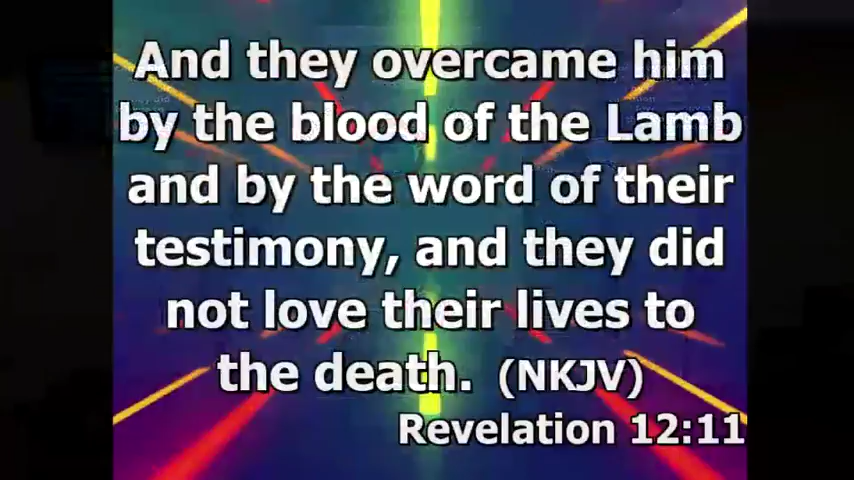 And they overcame him
by the blood of the Lamb
and by the word of their
testimony, and they did
not love their lives to
the death. (NKJV)
Revelation 12:11